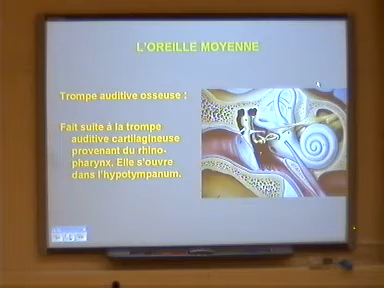 L'OREILLE MOYENNE
Trompe auditive osseuse :
Fait suite à la trompe
auditive cartilagineuse
provenant du rhino-
pharynx. Elle s'ouvre
dans l'hypotympanum.